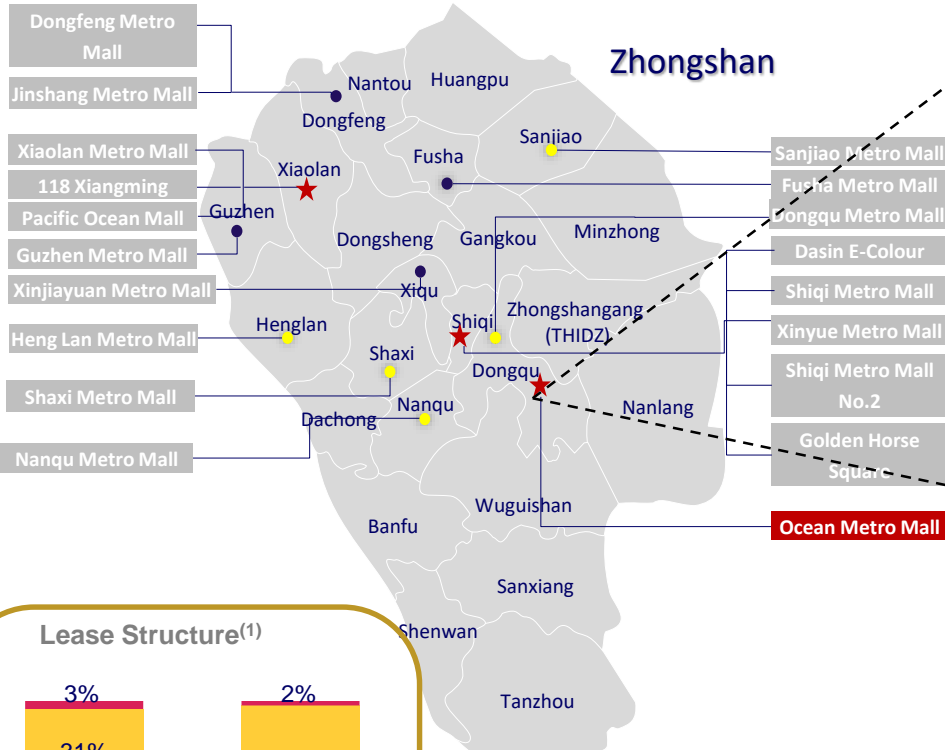 Zhongshan
Dongfeng Metro
Mall
Jinshang Metro Mall
Xiaolan Metro Mall
118 Xiangming
Pacific Ocean Mall
Guzhen Metro Mall
Xinjiayuan Metro Mall
Heng Lan Metro Mall
Shaxi Metro Mall
Nanqu Metro Mall
Huangpu
Nantou
Dongfeng
Sanjiao
Fusha
Xiaolan
Guzhen
Dongsheng
Gangkou
Minzhong
Xiqu
Henglan
Shiqi
Zhongshangang
(THIDZ)
Shaxi
Dongqu
Nanqu
Dachong
Nanlang
Wuguishan
Banfu
Sanxiang
Shenwan
Tanzhou
Sanjiao Metro Mall
Fusha Metro Mall
Dongqu Metro Mall
Dasin E-Colour
Shiqi Metro Mall
Xinyue Metro Mall
Shiqi Metro Mall
No.2
Golden Horse
Square
Ocean Metro Mall
Lease Structure(1)
3%
2%